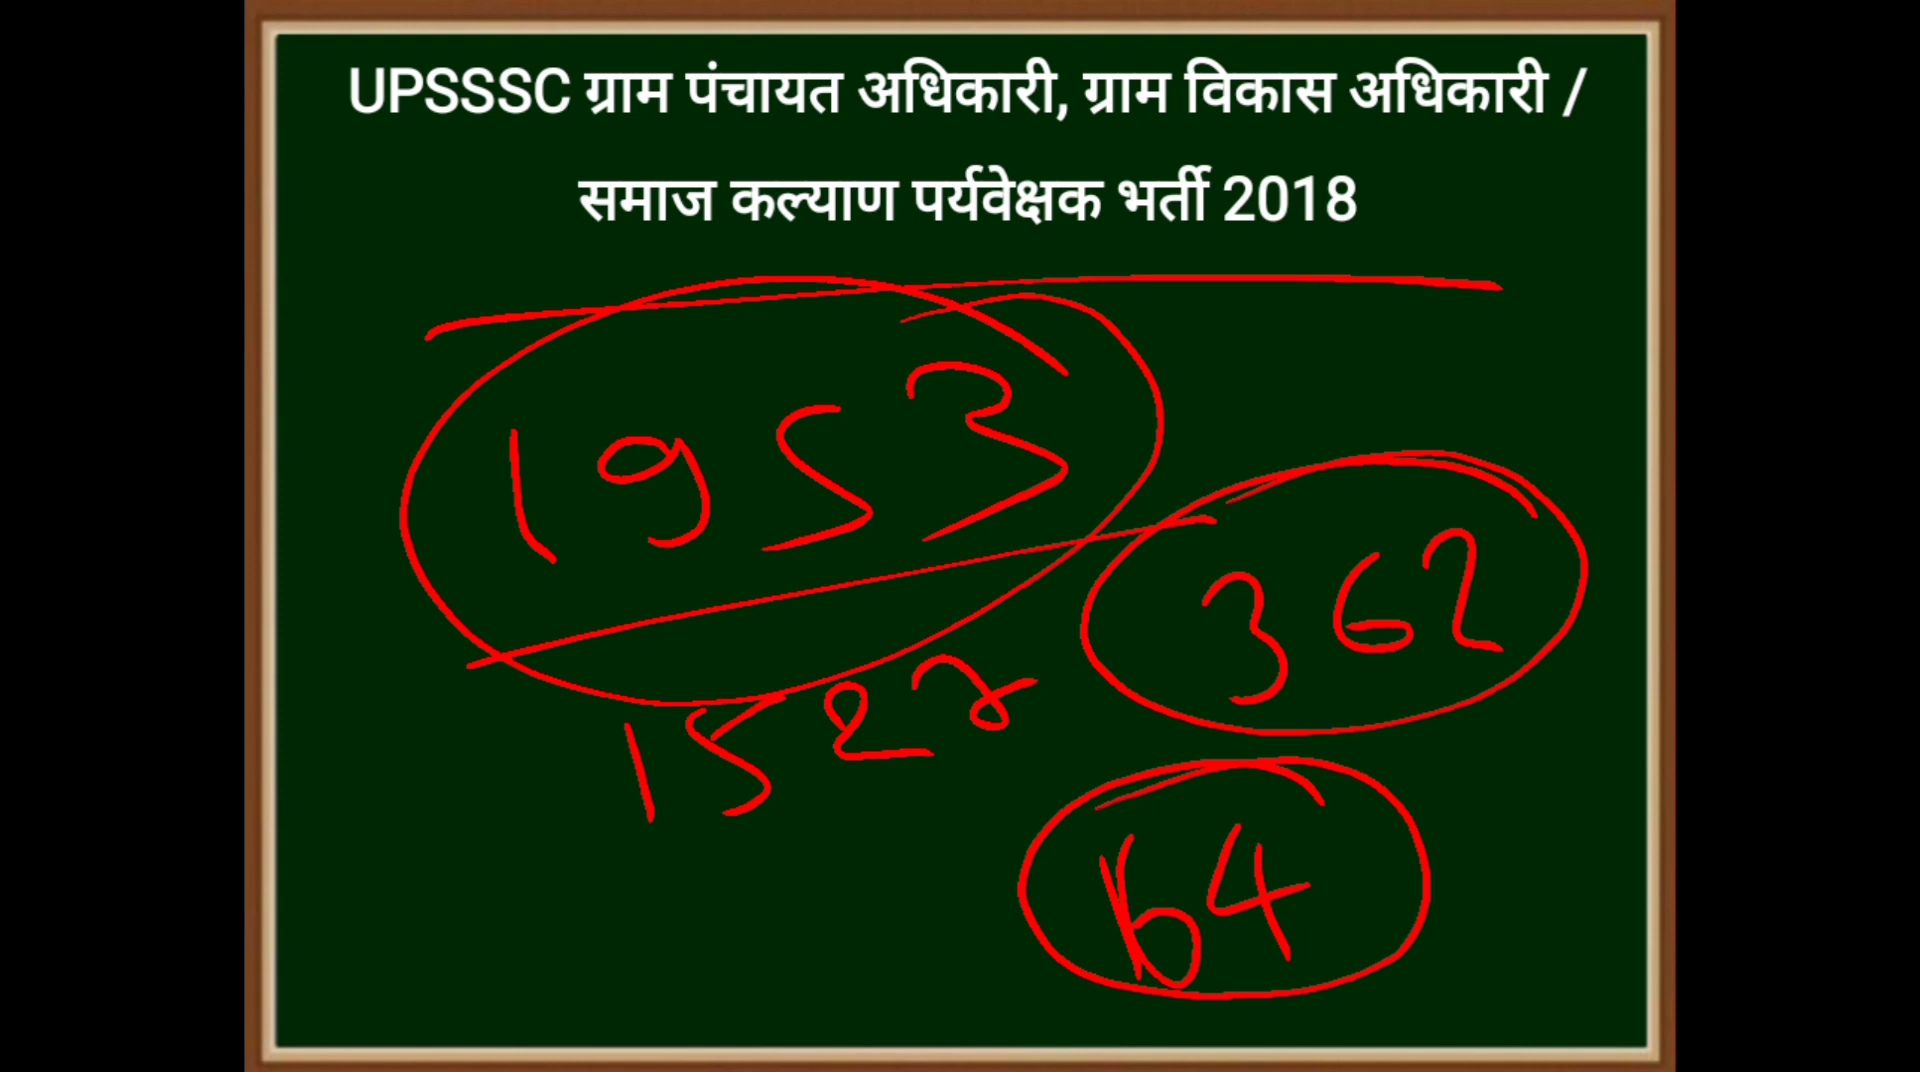 UPSSSC ग्राम पंचायत अधिकारी, ग्राम विकास अधिकारी /
समाज कल्याण पर्यवेक्षक भर्ती 2018
1953
362
1527
64